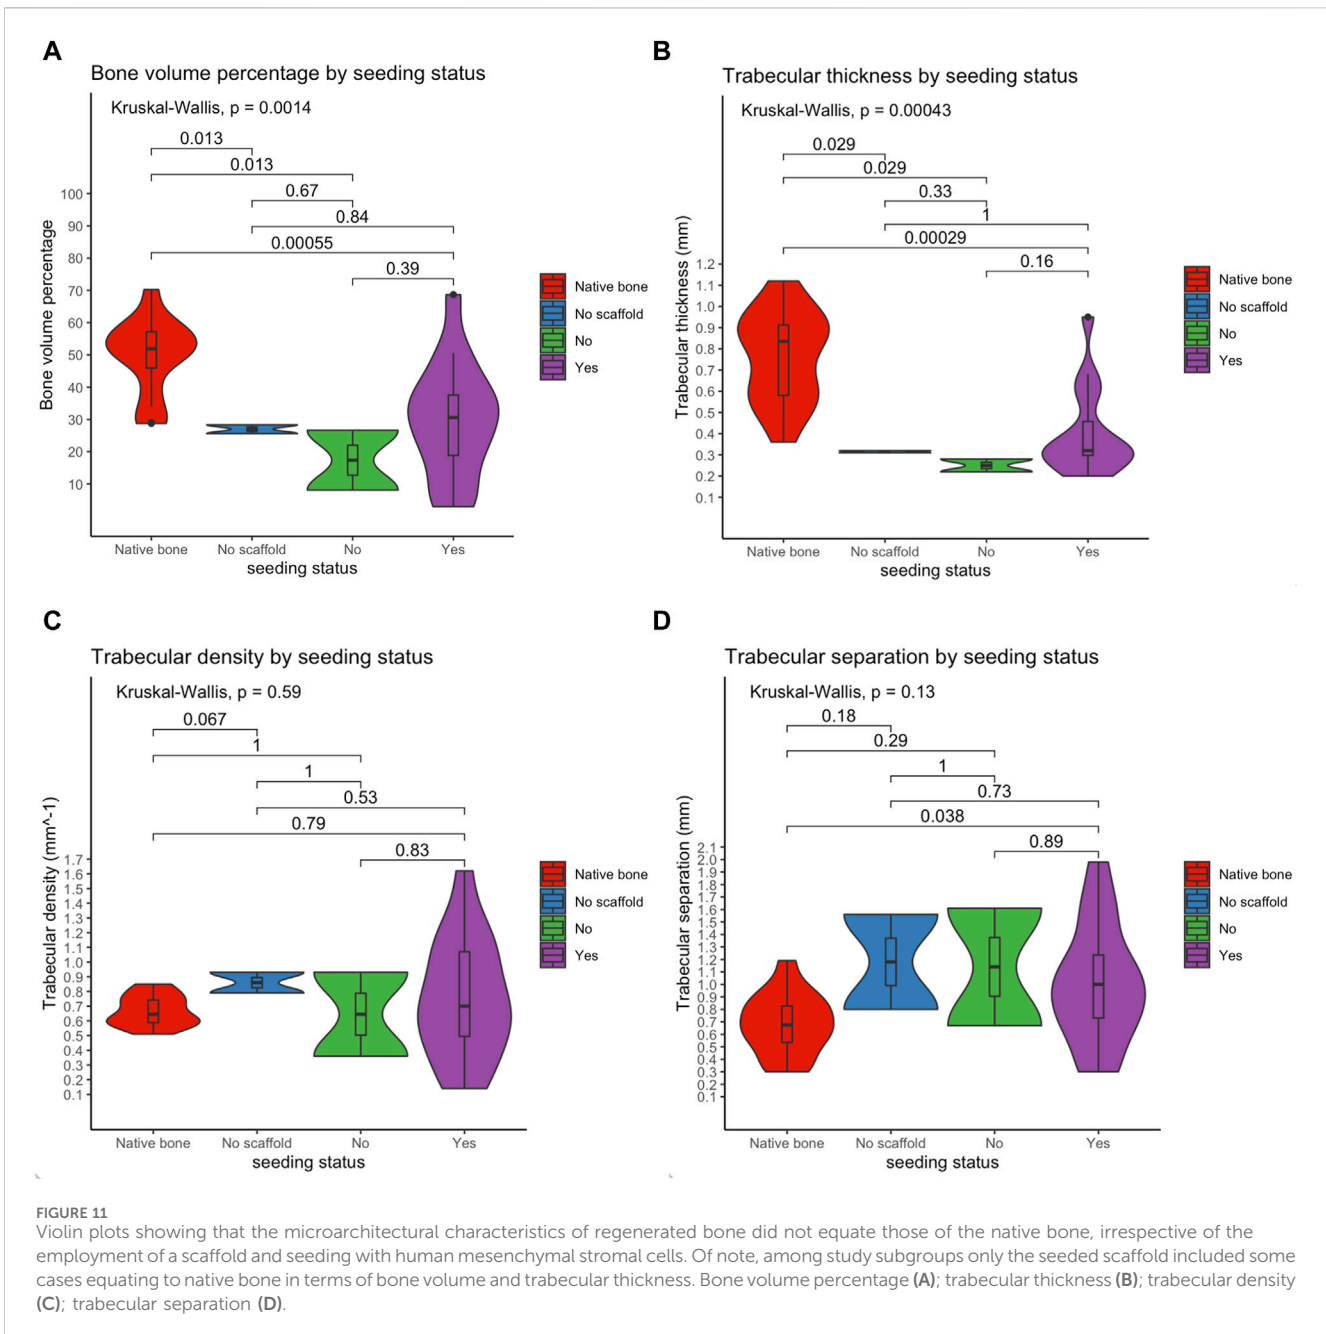 A
Bone volume percentage by seeding status
Kruskal-Wallis, p = 0.0014
0.013
0.013
0.67
0.84
0.00055
0.39
Bone volume percentage
100
90
80
70
60
50
40
30
20
10
Native bone
No scaffold
No
Yes
seeding status
Native bone
No scaffold
No
Yes
B
Trabecular thickness by seeding status
Kruskal-Wallis, p = 0.00043
0.029
0.029
0.33
1
0.00029
0.16
Trabecular thickness (mm)
1.2
1.1
1.0
0.9
0.8
0.7
0.6
0.5
0.4
0.3
0.2
0.1
Native bone
No scaffold
No
Yes
seeding status
Native bone
No scaffold
No
Yes
C
Trabecular density by seeding status
Kruskal-Wallis, p = 0.59
0.067
1
1
0.53
0.79
0.83
Trabecular density (mm^-1)
1.7
1.6
1.5
1.4
1.3
1.2
1.1
1.0
0.9
0.8
0.7
0.6
0.5
0.4
0.3
0.2
0.1
Native bone
No scaffold
No
Yes
seeding status
Native bone
No scaffold
No
Yes
D
Trabecular separation by seeding status
Kruskal-Wallis, p = 0.13
0.18
0.29
1
0.73
0.038
0.89
Trabecular separation (mm)
2.1
2.0
1.9
1.8
1.7
1.6
1.5
1.4
1.3
1.2
1.1
1.0
0.9
0.8
0.7
0.6
0.5
0.4
0.3
0.2
0.1
Native bone
No scaffold
No
Yes
seeding status
Native bone
No scaffold
No
Yes
FIGURE 11
Violin plots showing that the microarchitectural characteristics of regenerated bone did not equate those of the native bone, irrespective of the
employment of a scaffold and seeding with human mesenchymal stromal cells. Of note, among study subgroups only the seeded scaffold included some
cases equating to native bone in terms of bone volume and trabecular thickness. Bone volume percentage (A); trabecular thickness (B); trabecular density
(C); trabecular separation (D).